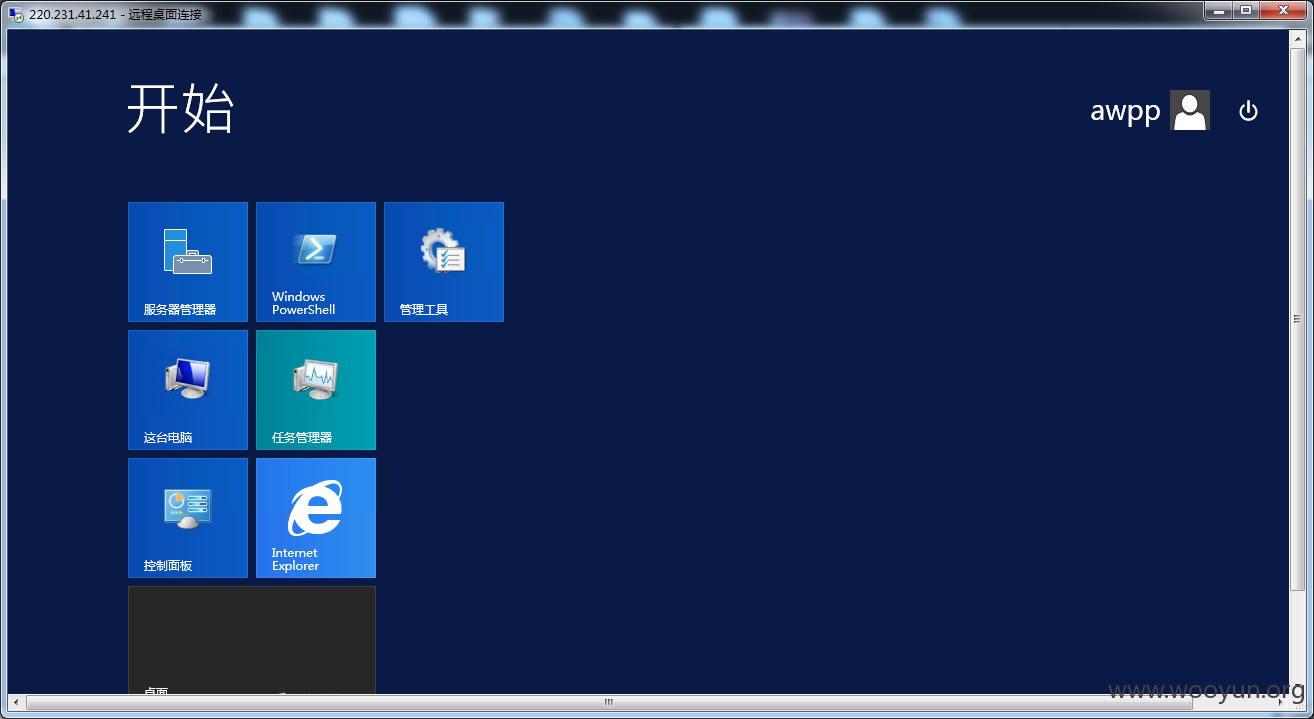 220.231.41.241 - 远程桌面连接
开始
awpp
服务器管理器
Windows
PowerShell
管理工具
这台电脑
任务管理器
控制面板
Internet
Explorer
桌面
www.wooyun.org